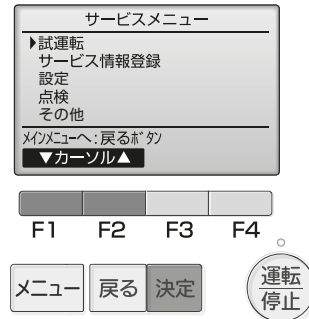 サービスメニュー
▶試運転
サービス情報登録
設定
点検
その他
メインメニューへ:戻るボタン
▼カーソル▲
F1 F2 F3 F4
メニュー 戻る 決定 運転
停止